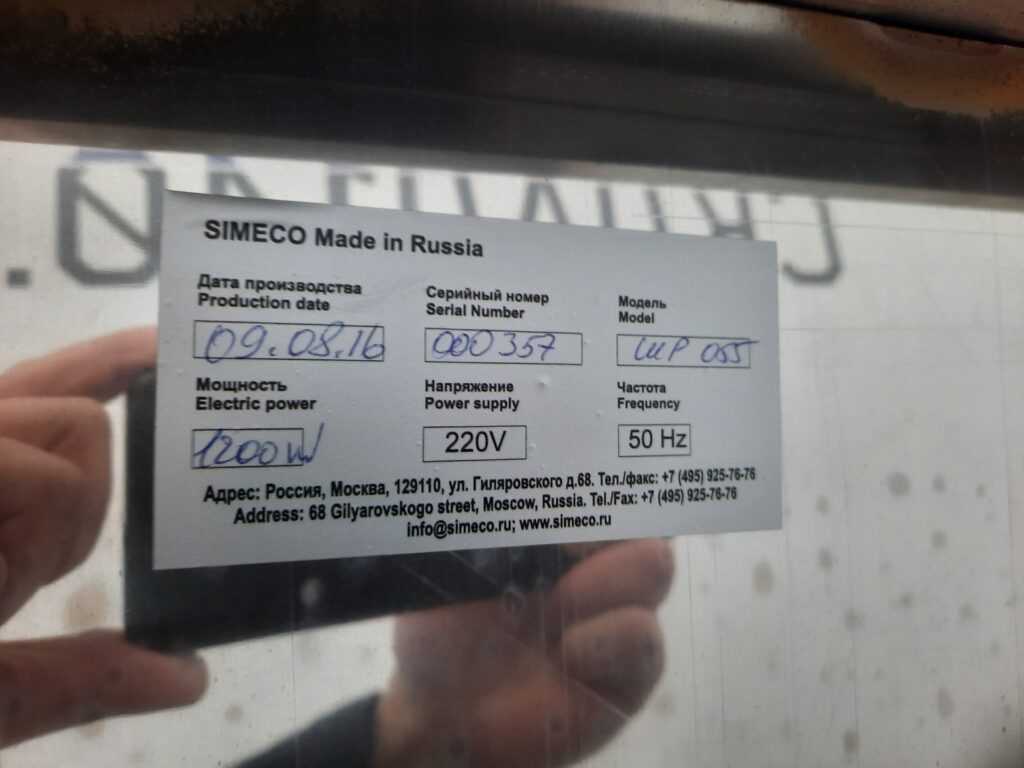 SIMECO Made in Russia
Дата производства
Production date
09.08.16
Серийный номер
Serial Number
000357
Модель
Model
ШР 055
Мощность
Electric power
1200W
Напряжение
Power supply
220V
Частота
Frequency
50 Hz
Адрес: Россия, Москва, 129110, ул. Гиляровского д.68. Тел./факс: +7 (495) 925-76-76
Address: 68 Gilyarovskogo street, Moscow, Russia. Tel./Fax: +7 (495) 925-76-76
info@simeco.ru; www.simeco.ru